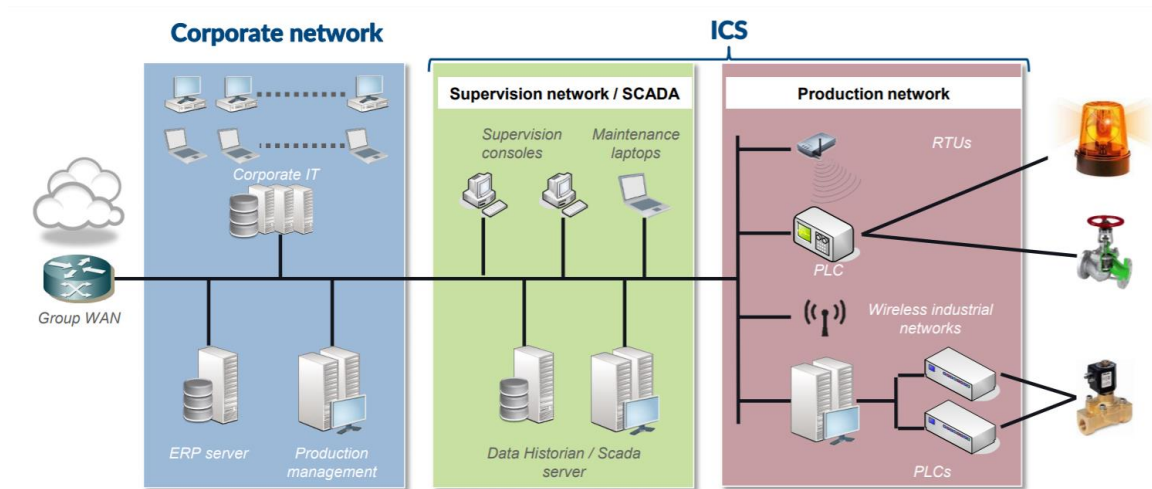 Corporate network
ICS
Supervision network / SCADA
Production network
Supervision
consoles
Maintenance
laptops
RTUs
Corporate IT
PLC
Group WAN
Wireless industrial
networks
ERP server
Production
management
Data Historian / Scada
server
PLCs